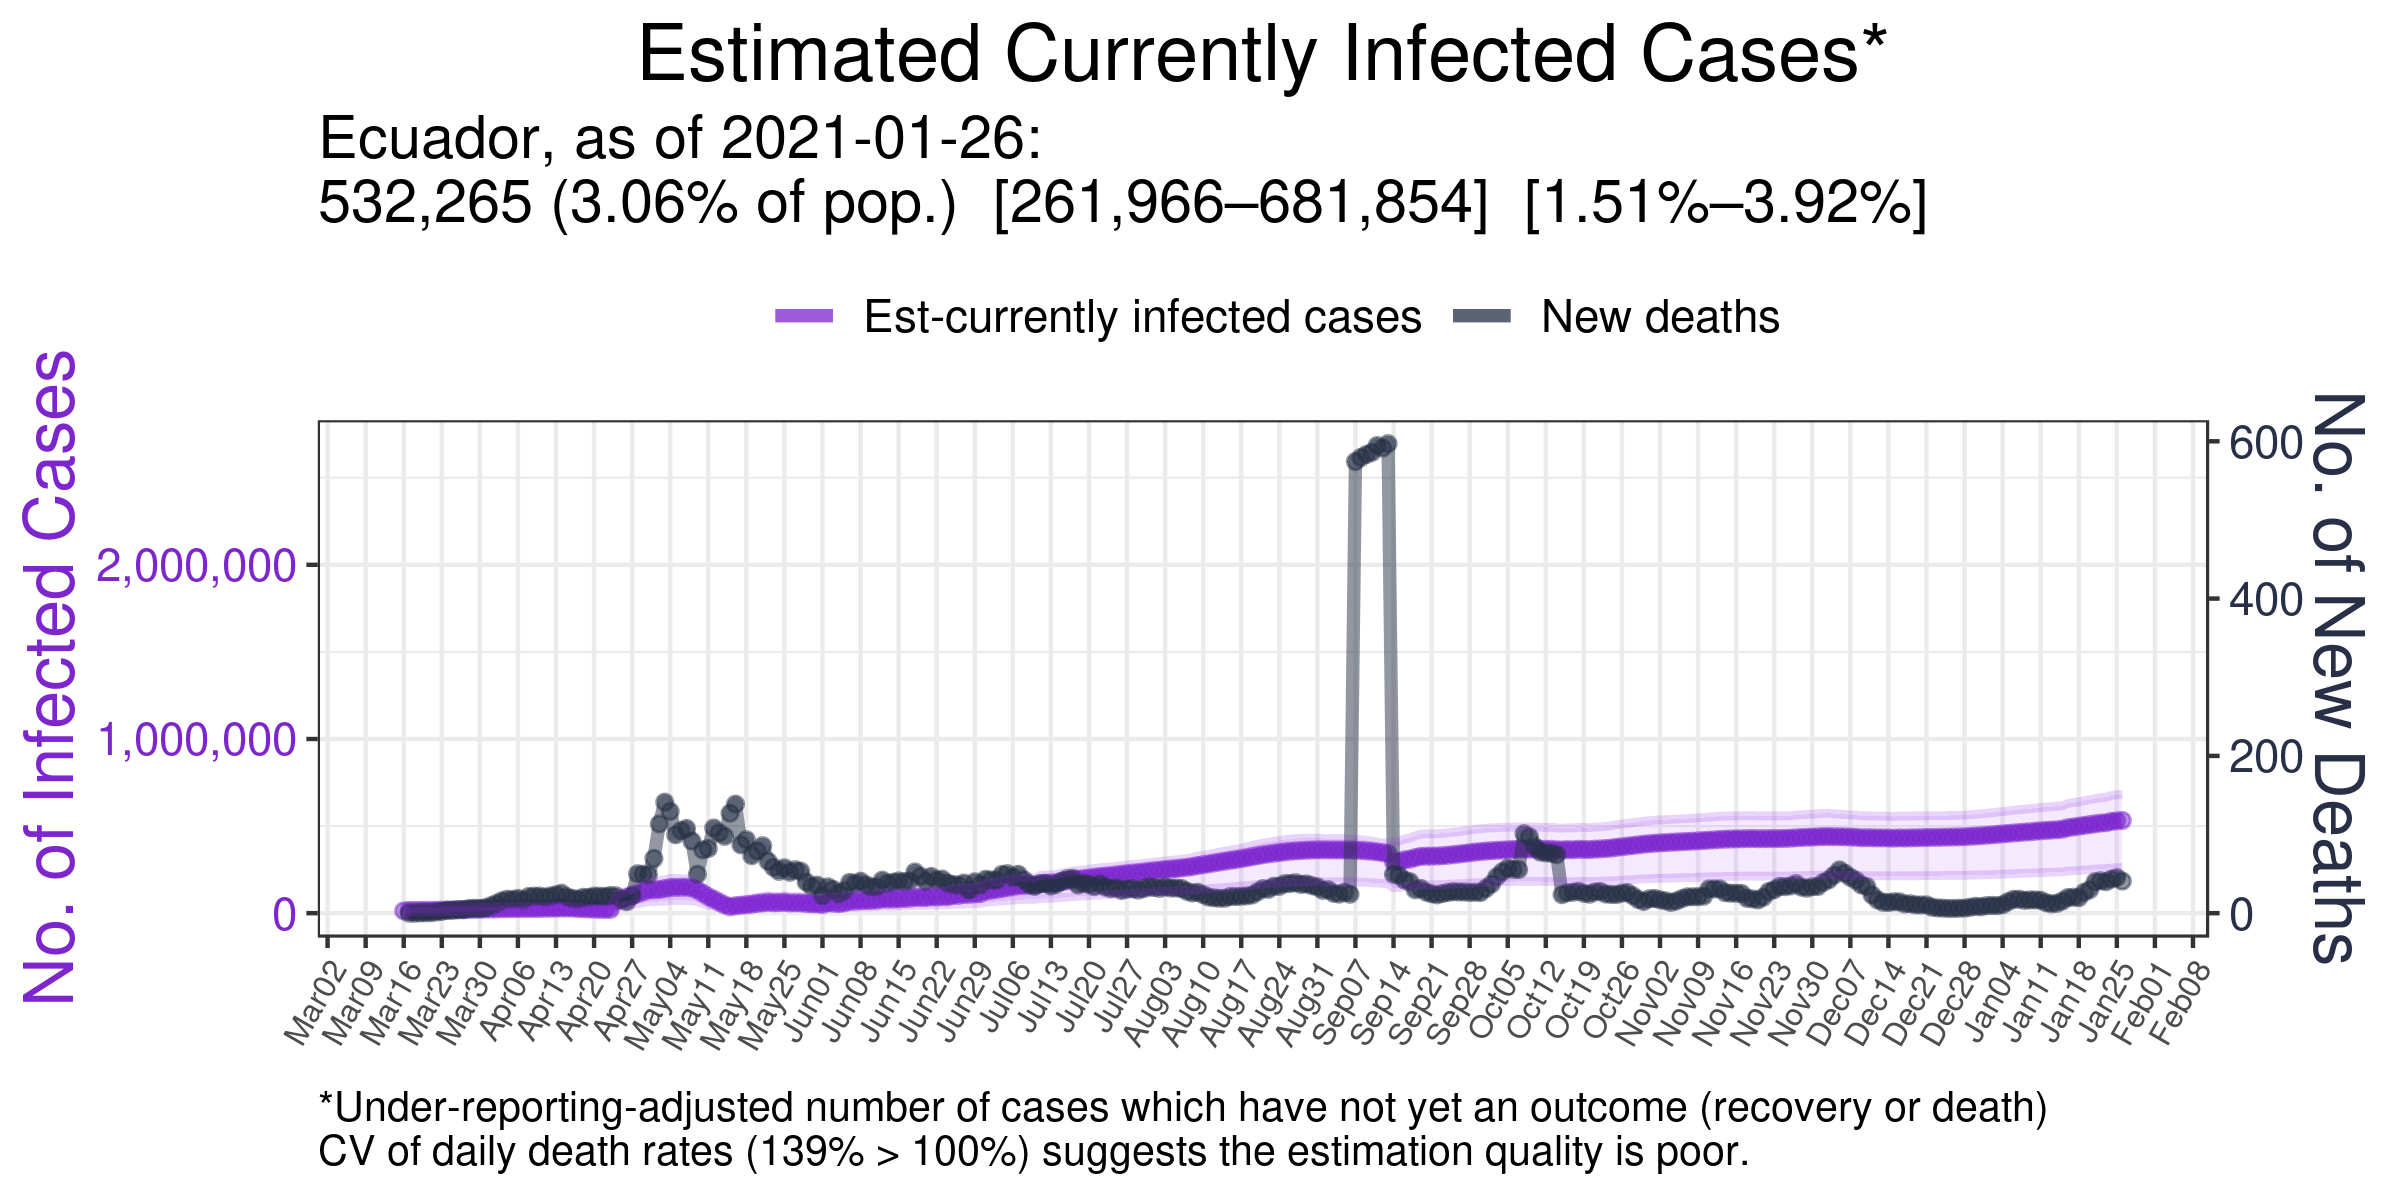 Estimated Currently Infected Cases*
Ecuador, as of 2021-01-26:
532,265 (3.06% of pop.) [261,966–681,854] [1.51%–3.92%]
Est-currently infected cases New deaths
No. of Infected Cases
2,000,000
1,000,000
0
600
400
200
0
No. of New Deaths
Mar02 Mar09 Mar16 Mar23 Mar30 Apr06 Apr13 Apr20 Apr27 May04 May11 May18 May25 Jun01 Jun08 Jun15 Jun22 Jun29 Jul06 Jul13 Jul20 Jul27 Aug03 Aug10 Aug17 Aug24 Aug31 Sep07 Sep14 Sep21 Sep28 Oct05 Oct12 Oct19 Oct26 Nov02 Nov09 Nov16 Nov23 Nov30 Dec07 Dec14 Dec21 Dec28 Jan04 Jan11 Jan18 Jan25 Feb01 Feb08
*Under-reporting-adjusted number of cases which have not yet an outcome (recovery or death)
CV of daily death rates (139% > 100%) suggests the estimation quality is poor.